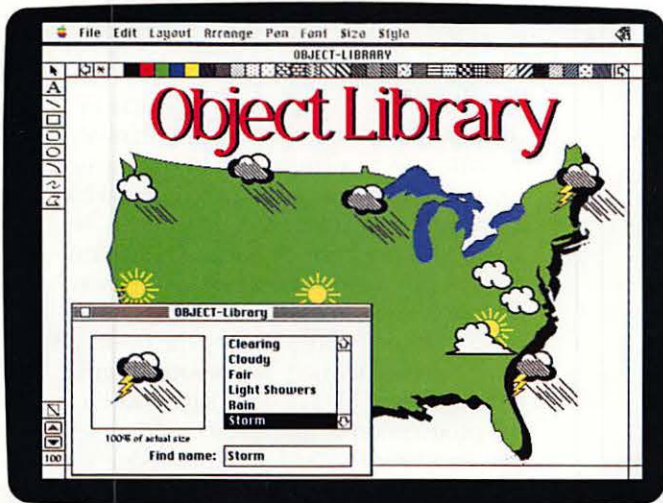 File Edit Layout Arrange Pen Font Size Style
OBJECT-LIBRARY
A
Object Library
OBJECT-Library
Clearing
Cloudy
Fair
Light Showers
Rain
Storm
100% of actual size
Find name: Storm
100